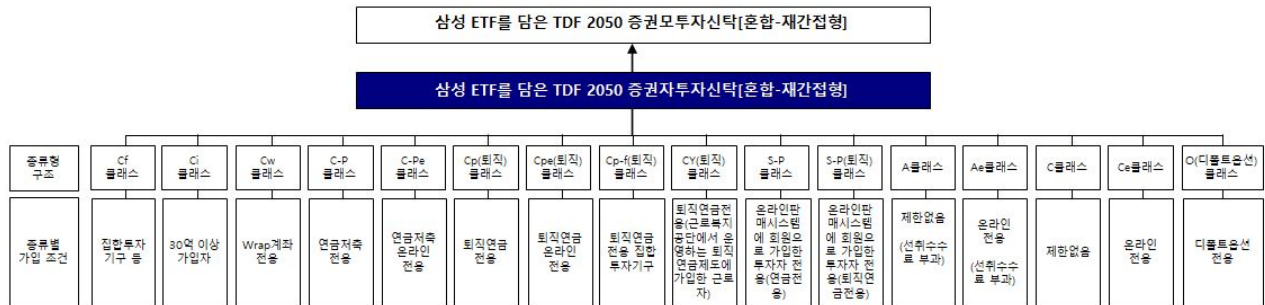 삼성 ETF를 담은 TDF 2050 증권모투자신탁[혼합-재간접형]
삼성 ETF를 담은 TDF 2050 증권자투자신탁[혼합-재간접형]
종류형
구조
Cf
클래스
Ci
클래스
Cw
클래스
C-P
클래스
C-Pe
클래스
Cp(퇴직)
클래스
Cpe(퇴직)
클래스
Cp-f(퇴직)
클래스
CY(퇴직)
클래스
S-P
클래스
S-P(퇴직)
클래스
A클래스
Ae클래스
C클래스
Ce클래스
O(디폴트옵션)
클래스
종류별
가입 조건
집합투자
기구 등
30억 이상
가입자
Wrap계좌
전용
연금저축
전용
연금저축
온라인
전용
퇴직연금
전용
퇴직연금
온라인
전용
퇴직연금
전용 집합
투자기구
퇴직연금전
용(근로복지
공단에서 운
영하는 퇴직
연금제도에
가입한 근로
자)
온라인판
매시스템
에 회원으
로 가입한
투자자 전
용(연금전
용)
온라인판
매시스템
에 회원으
로 가입한
투자자 전
용(퇴직연
금전용)
제한없음
(선취수수
료 부과)
온라인
전용
(선취수수
료 부과)
제한없음
온라인
전용
디폴트옵션
전용